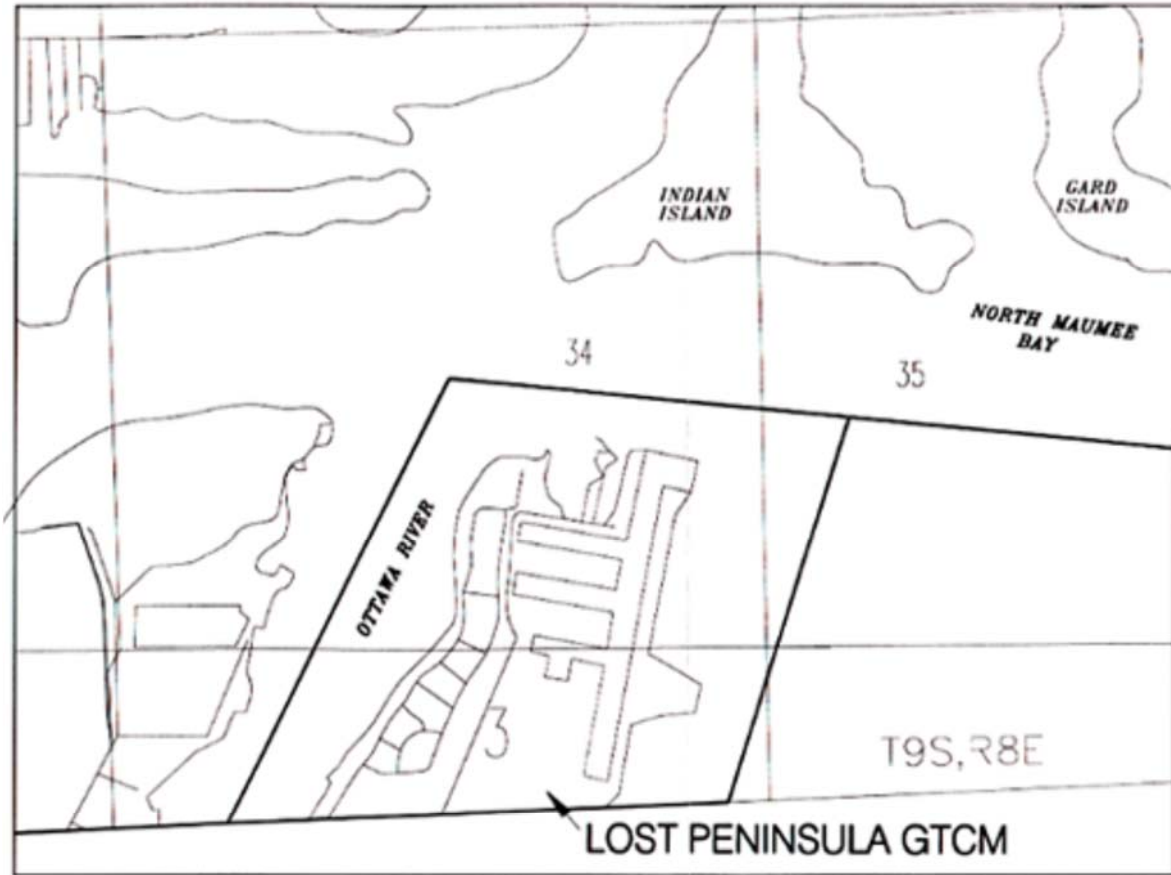 INDIAN
ISLAND
GARD
ISLAND
NORTH MAUMEE
BAY
34
35
OTTAWA RIVER
3
T9S,R8E
LOST PENINSULA GTCM